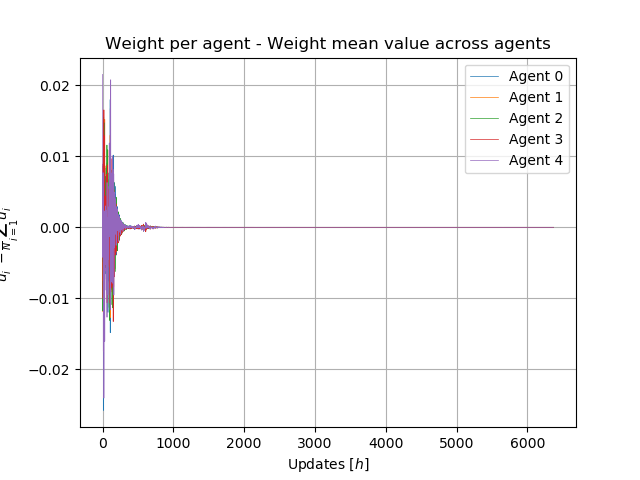 Weight per agent - Weight mean value across agents
0.02
0.01
0.00
−0.01
−0.02
0
1000
2000
3000
4000
5000
6000
Updates [h]
Agent 0
Agent 1
Agent 2
Agent 3
Agent 4